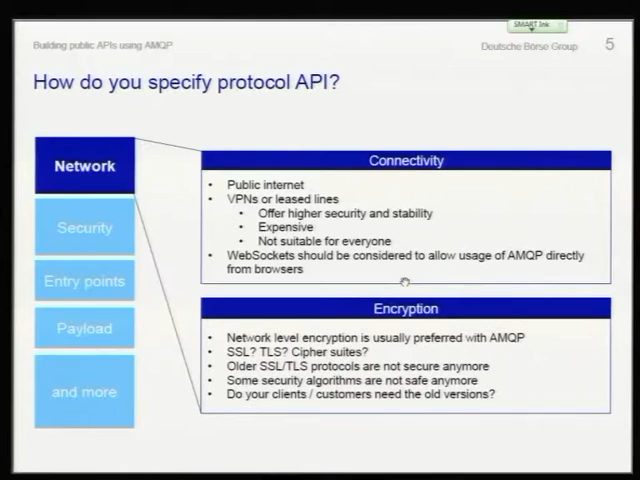 SMART Ink
Building public APIs using AMQP
Deutsche Börse Group
5
How do you specify protocol API?
Network
Security
Entry points
Payload
and more
Connectivity
• Public internet
• VPNs or leased lines
• Offer higher security and stability
• Expensive
• Not suitable for everyone
• WebSockets should be considered to allow usage of AMQP directly
from browsers
Encryption
• Network level encryption is usually preferred with AMQP
• SSL? TLS? Cipher suites?
• Older SSL/TLS protocols are not secure anymore
• Some security algorithms are not safe anymore
• Do your clients / customers need the old versions?